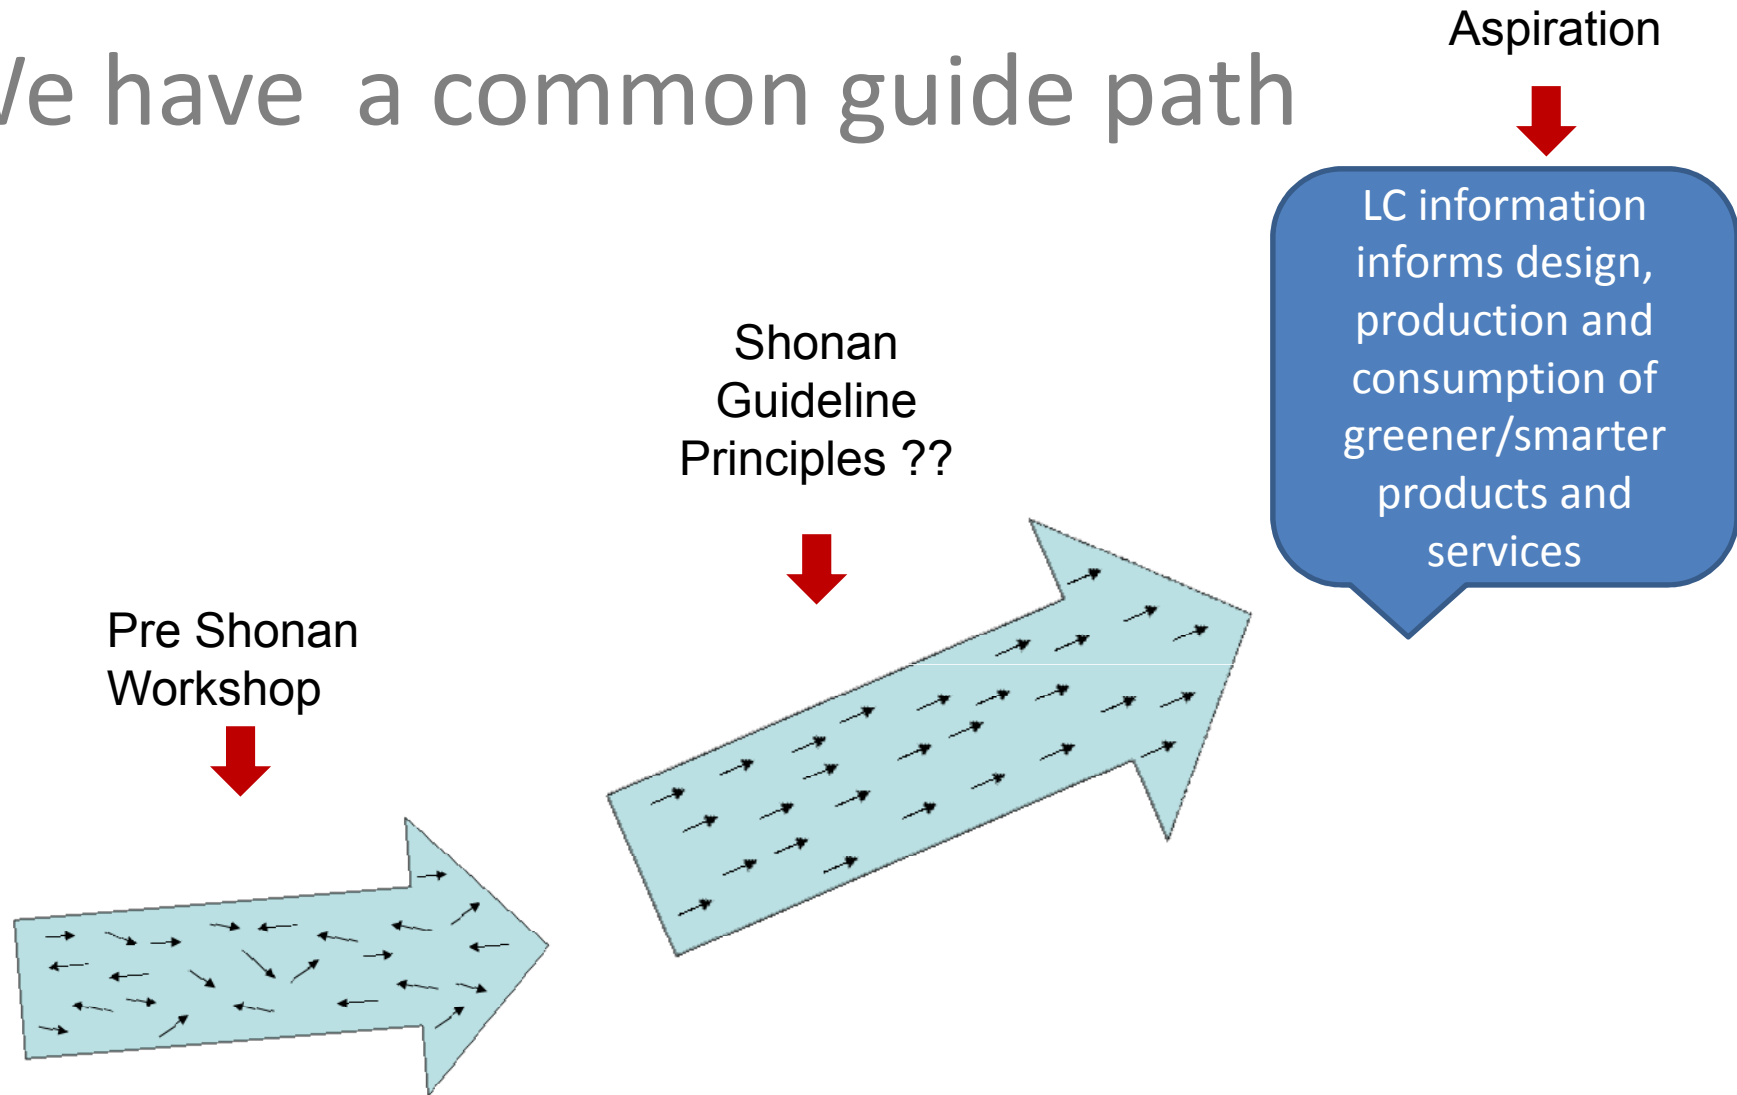 Ve have a common guide path
Aspiration
LC information
informs design,
production and
consumption of
greener/smarter
products and
services
Shonan
Guideline
Principles ??
Pre Shonan
Workshop